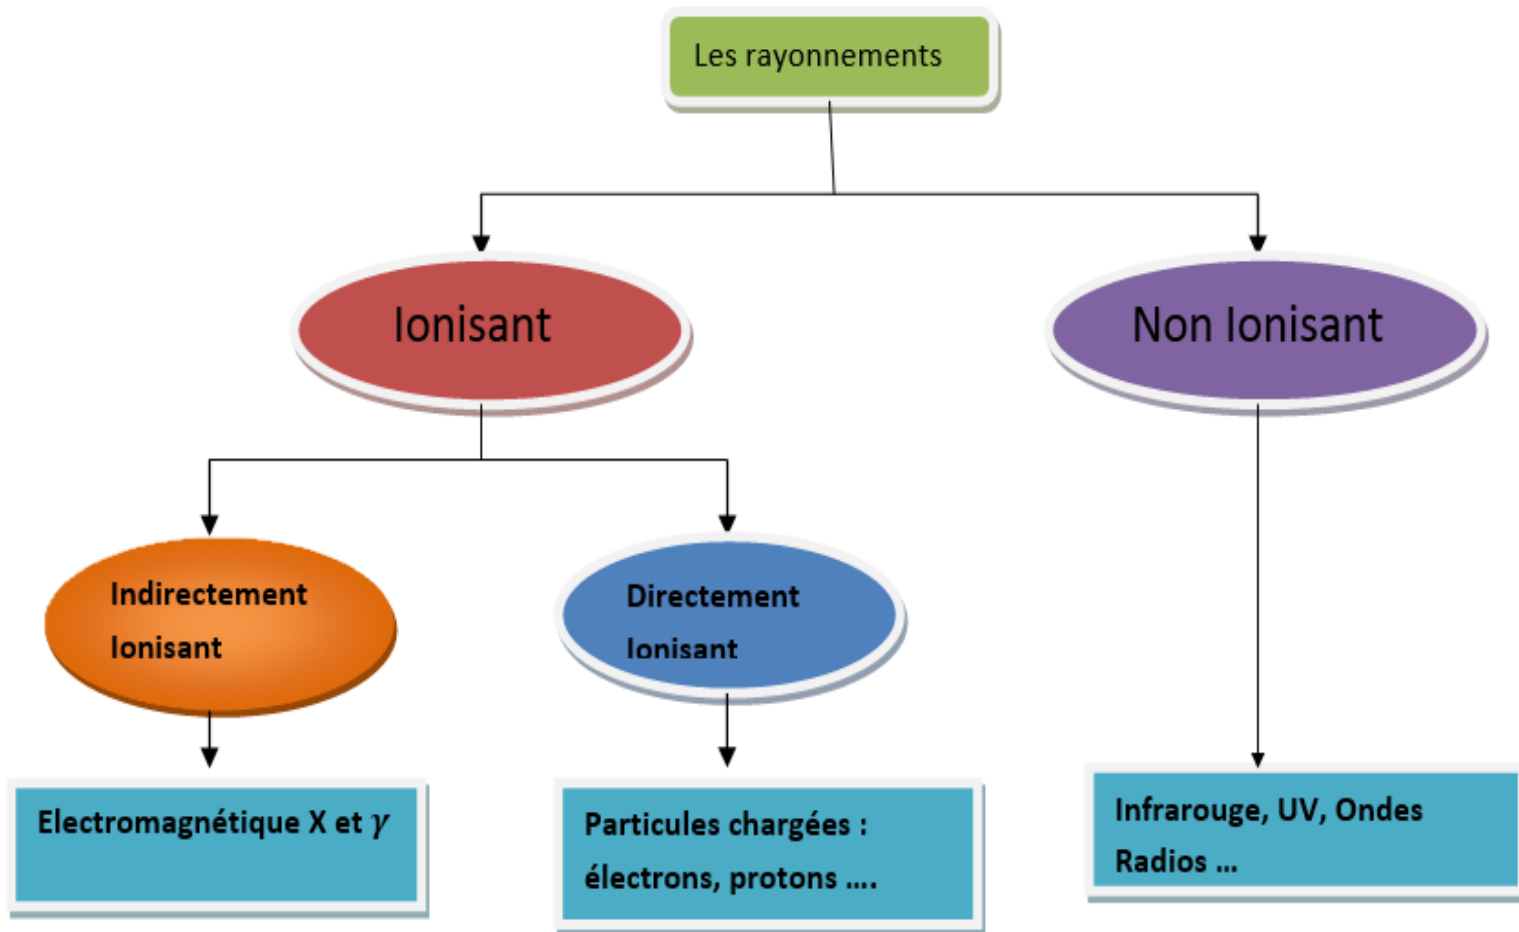 Les rayonnements
Ionisant
Non Ionisant
Indirectement
Ionisant
Directement
Ionisant
Electromagnétique X et γ
Particules chargées :
électrons, protons ….
Infrarouge, UV, Ondes
Radios …